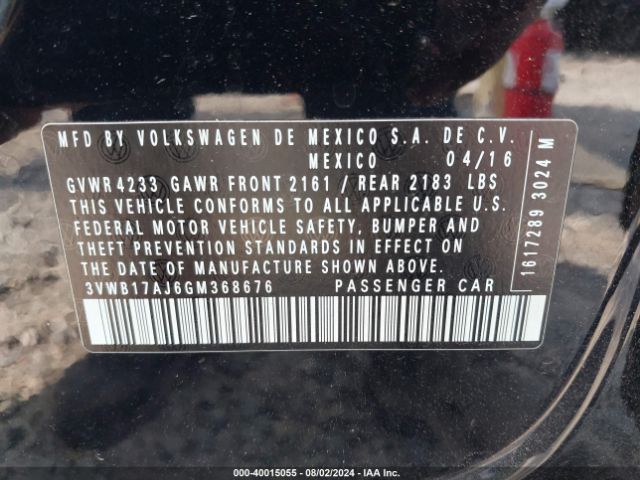 MFD BY VOLKSWAGEN DE MEXICO S.A. DE C.V.
MEXICO 04/16
GVWR 4233 GAWR FRONT 2161 / REAR 2183 LBS
THIS VEHICLE CONFORMS TO ALL APPLICABLE U.S.
FEDERAL MOTOR VEHICLE SAFETY, BUMPER AND
THEFT PREVENTION STANDARDS IN EFFECT ON
THE DATE OF MANUFACTURE SHOWN ABOVE.
3VWB17AJ6GM368676 PASSENGER CAR
1617289 3024 M
000-40015055 - 08/02/2024 - IAA Inc.